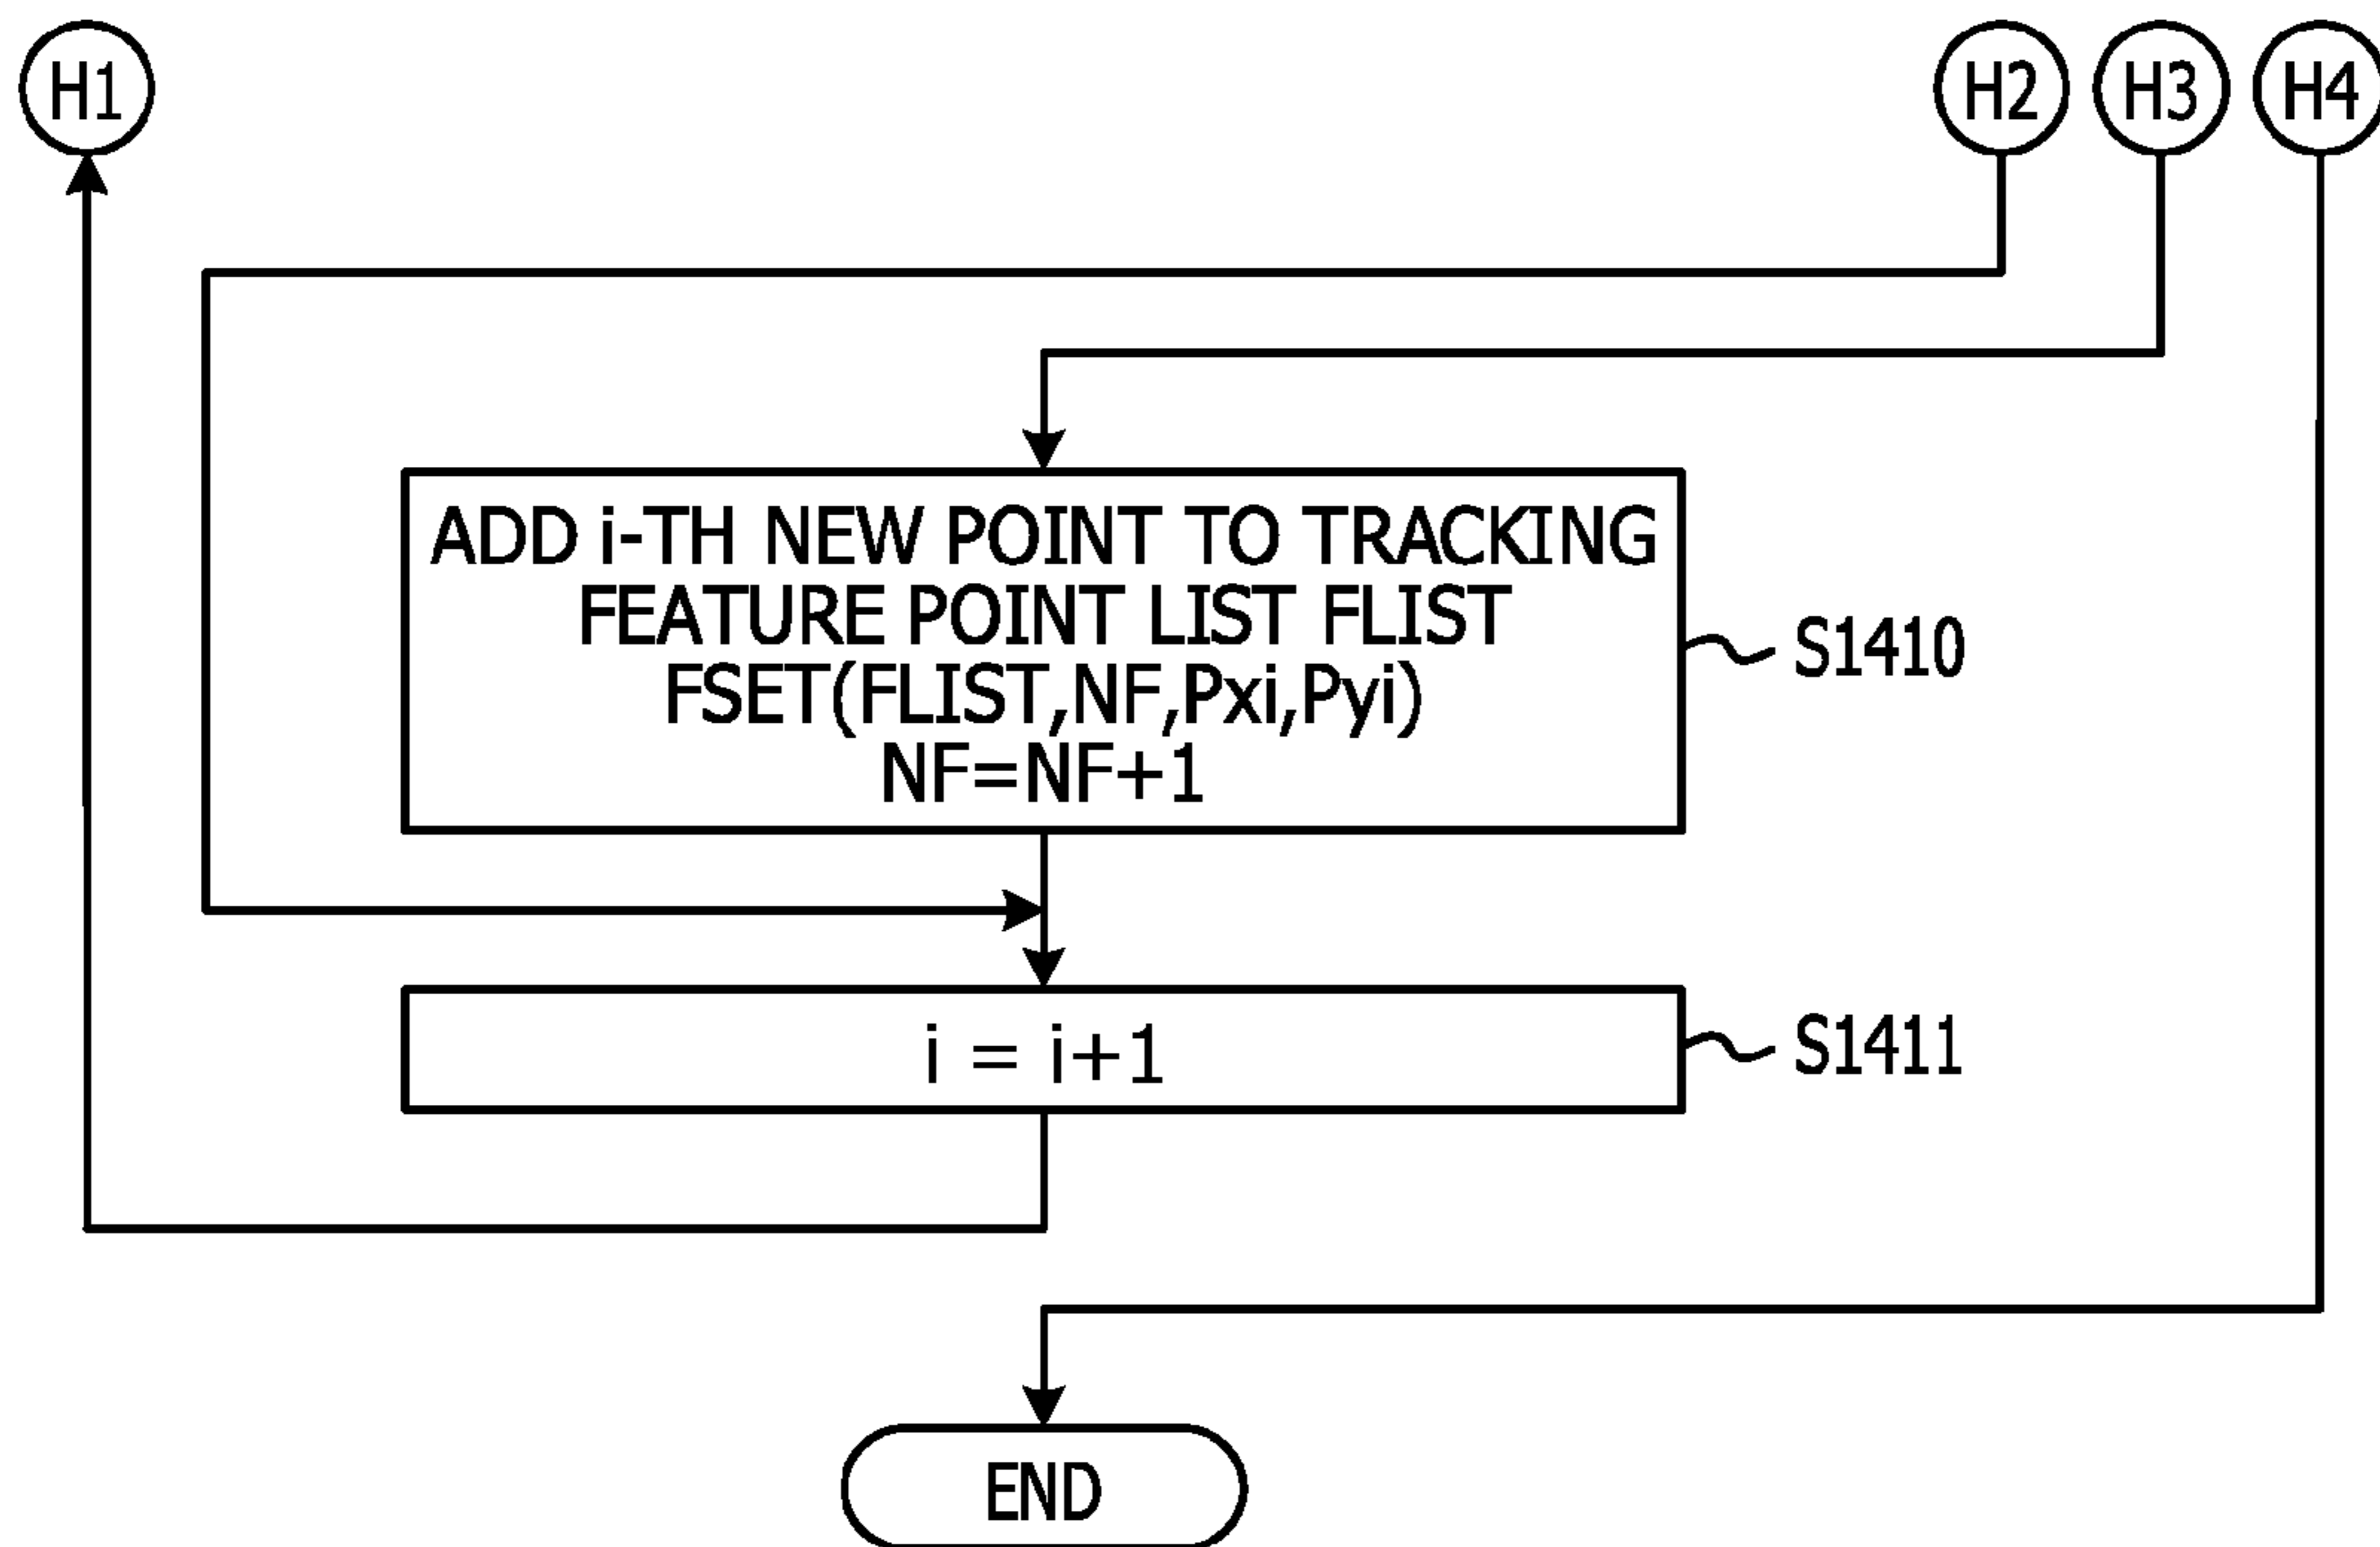 H1
H2
H3
H4
ADD i-TH NEW POINT TO TRACKING
FEATURE POINT LIST FLIST
FSET(FLIST,NF,Pxi,Pyi)
NF=NF+1
S1410
i = i+1
S1411
END